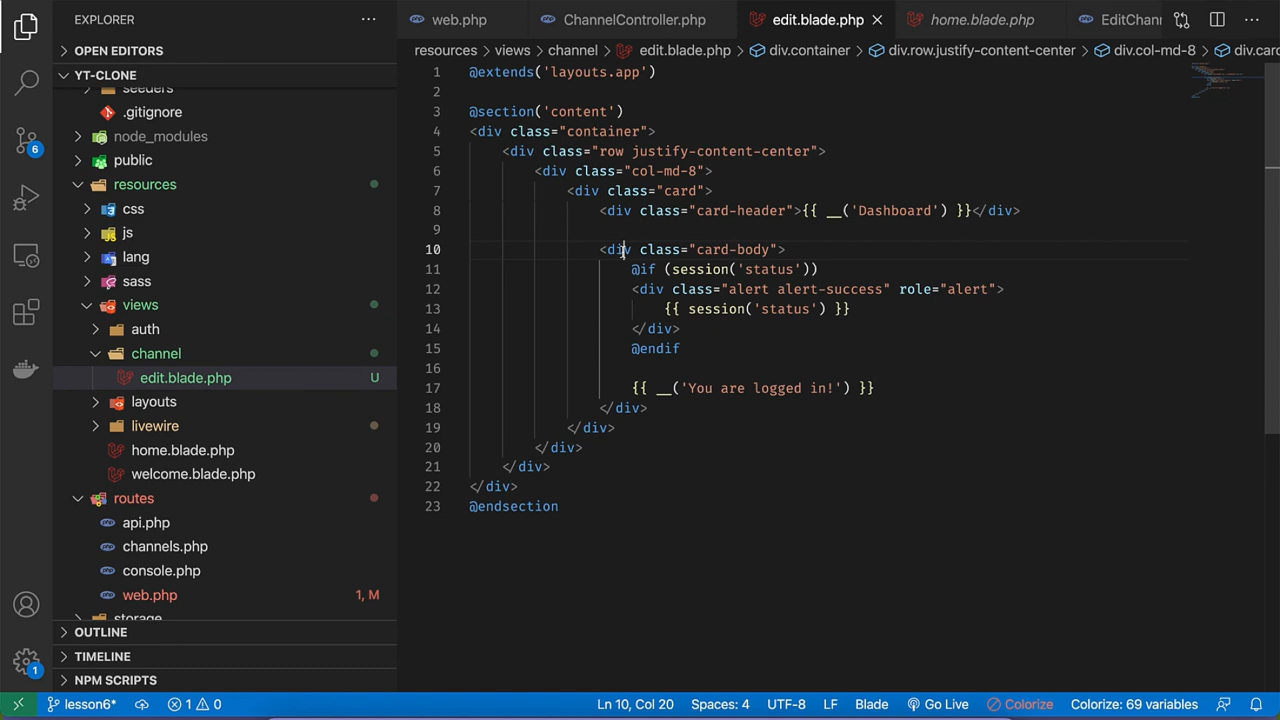 EXPLORER
web.php
ChannelController.php
edit.blade.php
home.blade.php
EditChann
OPEN EDITORS
resources > views > channel > edit.blade.php > div.container > div.row.justify-content-center > div.col-md-8 > div.card
YT-CLONE
seeders
.gitignore
node_modules
public
resources
css
js
lang
sass
views
auth
channel
edit.blade.php U
layouts
livewire
home.blade.php
welcome.blade.php
routes
api.php
channels.php
console.php
web.php 1, M
storage
OUTLINE
TIMELINE
NPM SCRIPTS
6
1
1 @extends('layouts.app')
2
3 @section('content')
4 <div class="container">
5 <div class="row justify-content-center">
6 <div class="col-md-8">
7 <div class="card">
8 <div class="card-header">{{ __('Dashboard') }}</div>
9
10 <div class="card-body">
11 @if (session('status'))
12 <div class="alert alert-success" role="alert">
13 {{ session('status') }}
14 </div>
15 @endif
16
17 {{ __('You are logged in!') }}
18 </div>
19 </div>
20 </div>
21 </div>
22 </div>
23 @endsection
lesson6* 1 0 Ln 10, Col 20 Spaces: 4 UTF-8 LF Blade Go Live Colorize Colorize: 69 variables